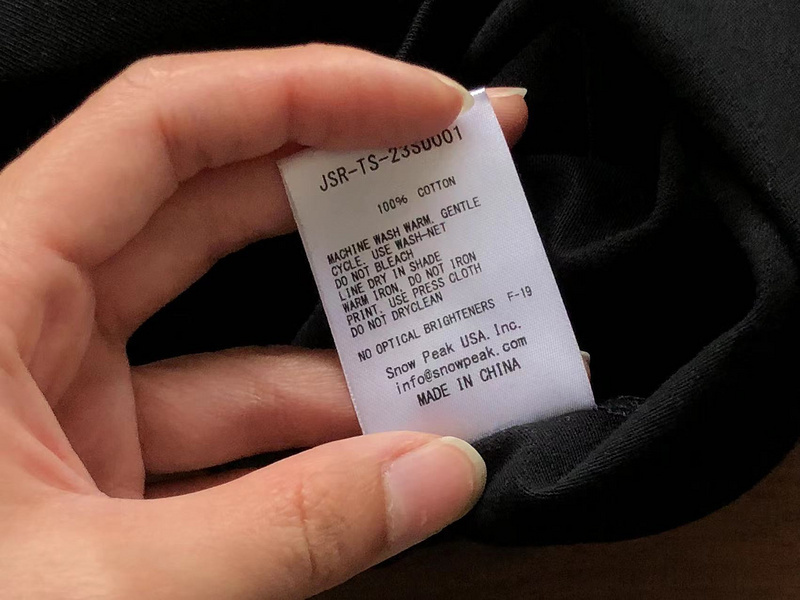 JSR-TS-23S0001
100% COTTON
MACHINE WASH WARM. GENTLE
CYCLE. USE WASH-NET
DO NOT BLEACH
LINE DRY IN SHADE
WARM IRON, DO NOT IRON
PRINT. USE PRESS CLOTH
DO NOT DRYCLEAN
NO OPTICAL BRIGHTENERS F-19
Snow Peak USA. Inc.
info@snowpeak.com
MADE IN CHINA